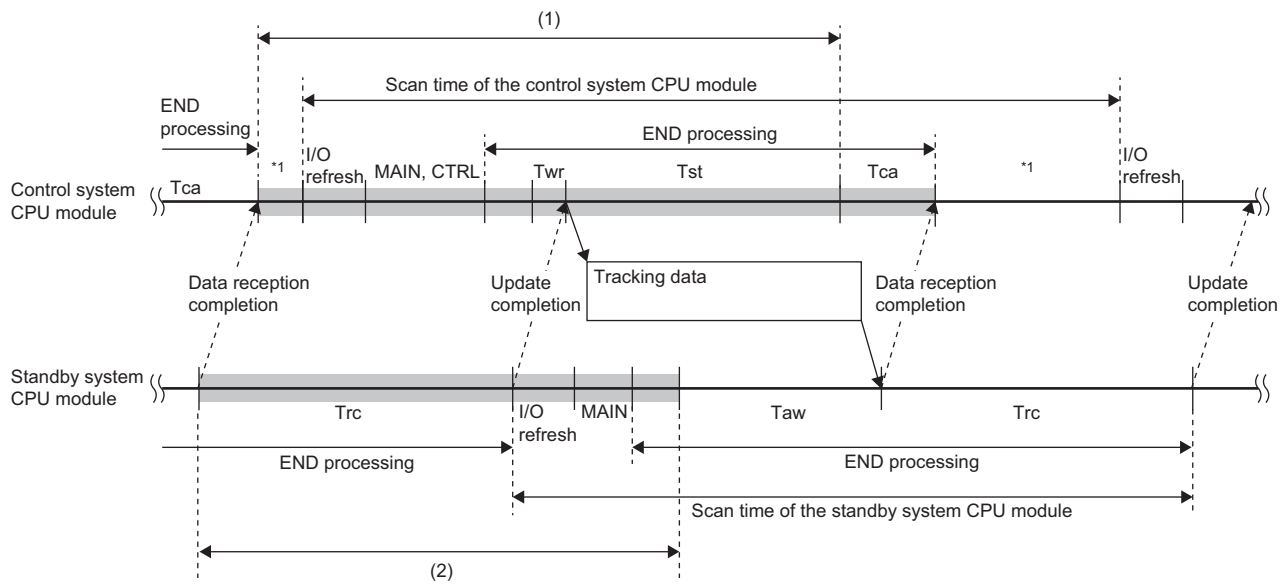 (1)
Scan time of the control system CPU module
END
processing
END processing
*1
I/O
refresh
MAIN, CTRL
Twr
Tst
Tca
*1
I/O
refresh
Control system
CPU module
Tca
Data reception
completion
Update
completion
Tracking data
Data reception
completion
Update
completion
Standby system
CPU module
Trc
I/O
refresh
MAIN
Taw
Trc
END processing
END processing
Scan time of the standby system CPU module
(2)